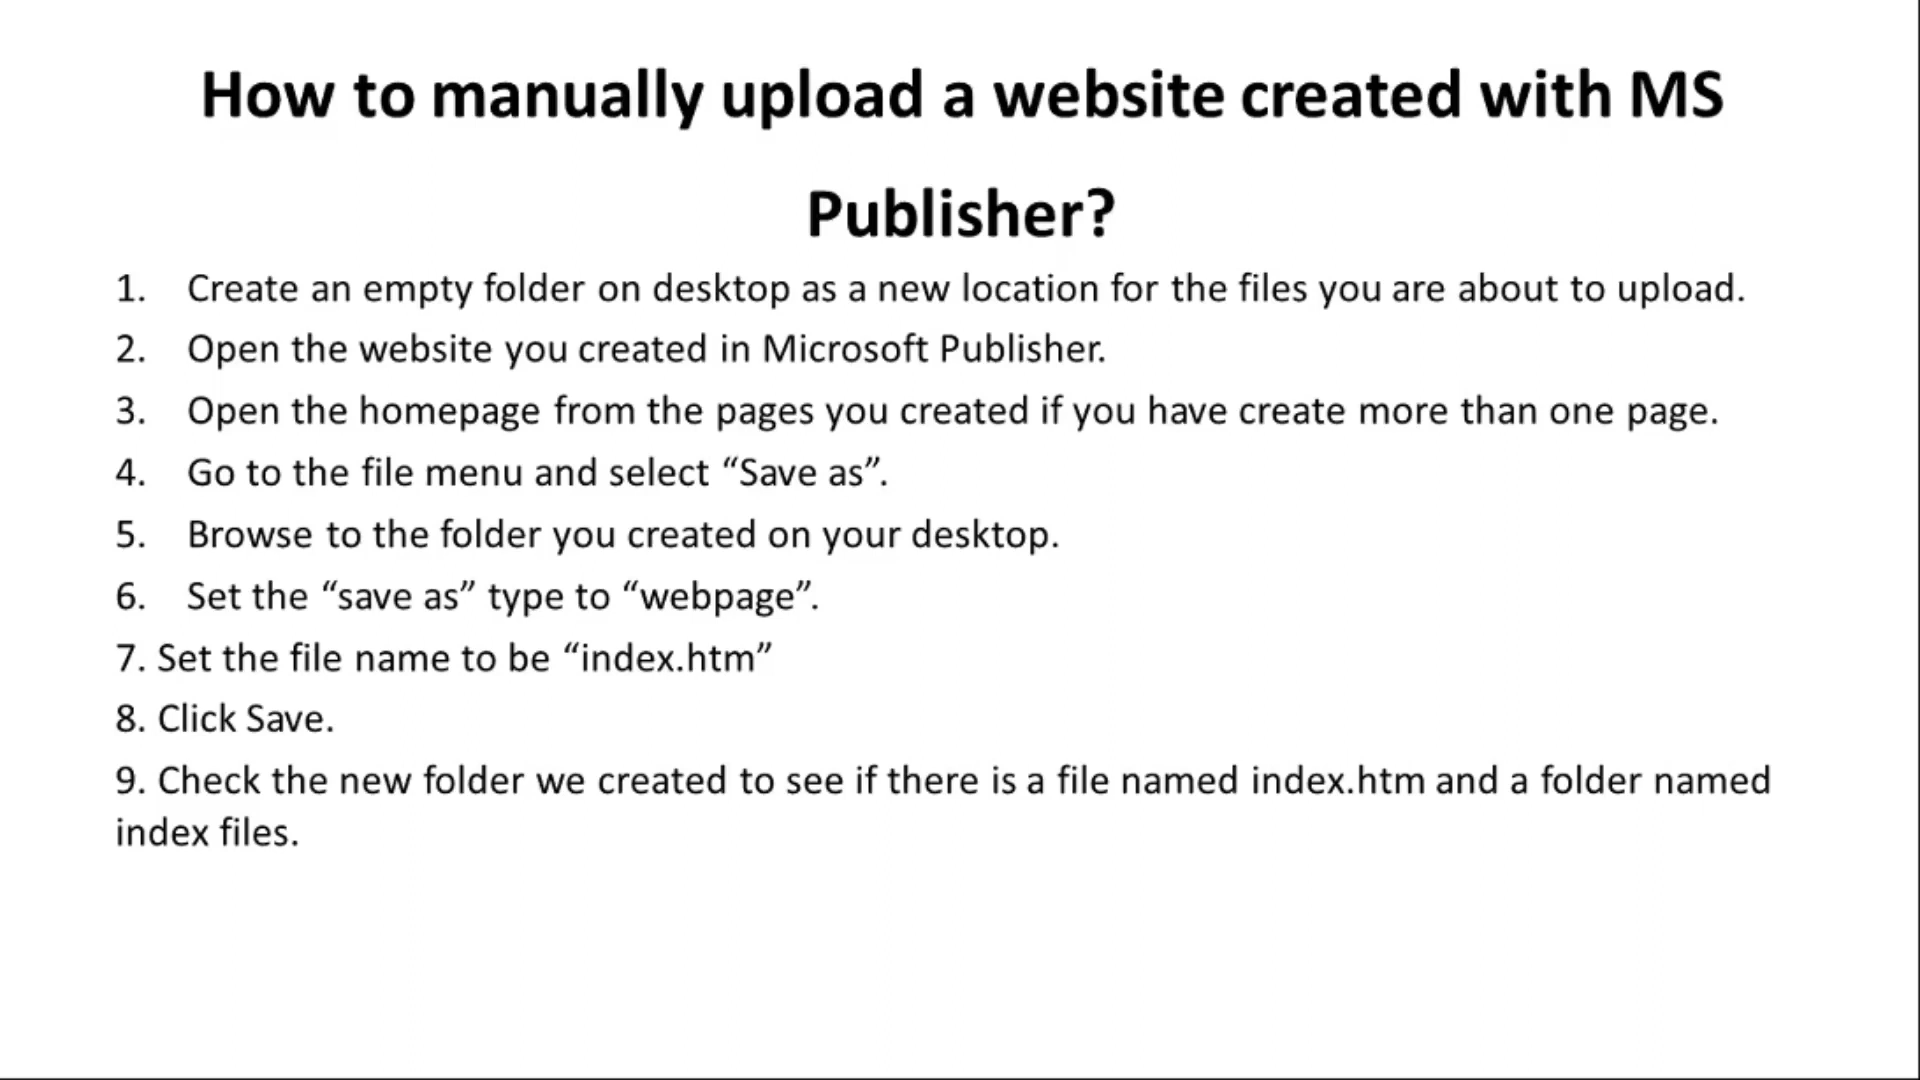 How to manually upload a website created with MS
Publisher?
1. Create an empty folder on desktop as a new location for the files you are about to upload.
2. Open the website you created in Microsoft Publisher.
3. Open the homepage from the pages you created if you have create more than one page.
4. Go to the file menu and select “Save as”.
5. Browse to the folder you created on your desktop.
6. Set the “save as” type to “webpage”.
7. Set the file name to be “index.htm”
8. Click Save.
9. Check the new folder we created to see if there is a file named index.htm and a folder named
index files.